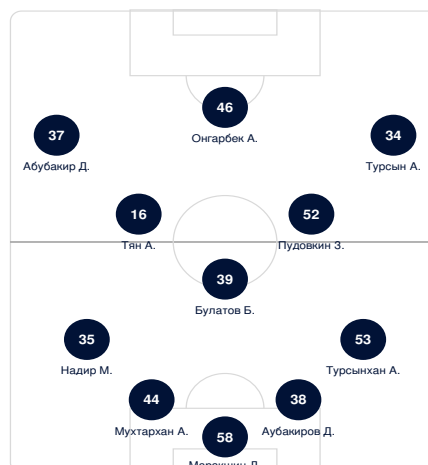 46
Онгарбек А.
37
Абубакир Д.
34
Турсын А.
16
Тян А.
52
Пудовкин З.
39
Булатов Б.
35
Надир М.
53
Турсынхан А.
44
Мухтархан А.
38
Аубакиров Д.
58